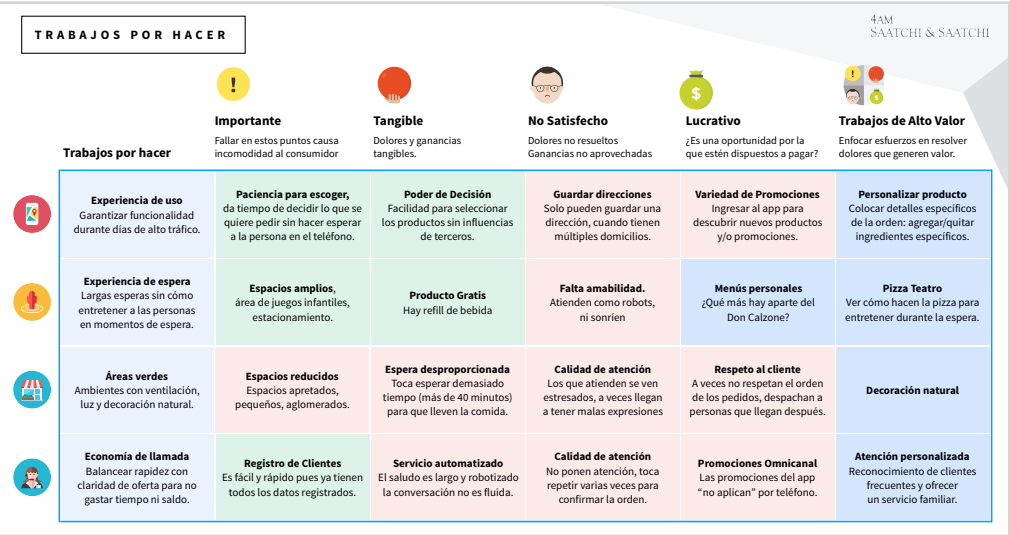 TRABAJOS POR HACER
4AM
SAATCHI & SAATCHI
!
$
!
$
Importante
Fallar en estos puntos causa
incomodidad al consumidor
Tangible
Dolores y ganancias
tangibles.
No Satisfecho
Dolores no resueltos
Ganancias no aprovechadas
Lucrativo
¿Es una oportunidad por la
que estén dispuestos a pagar?
Trabajos de Alto Valor
Enfocar esfuerzos en resolver
dolores que generen valor.
Trabajos por hacer
Experiencia de uso
Garantizar funcionalidad
durante días de alto tráfico.
Paciencia para escoger,
da tiempo de decidir lo que se
quiere pedir sin hacer esperar
a la persona en el teléfono.
Poder de Decisión
Facilidad para seleccionar
los productos sin influencias
de terceros.
Guardar direcciones
Solo pueden guardar una
dirección, cuando tienen
múltiples domicilios.
Variedad de Promociones
Ingresar al app para
descubrir nuevos productos
y/o promociones.
Personalizar producto
Colocar detalles específicos
de la orden: agregar/quitar
ingredientes específicos.
Experiencia de espera
Largas esperas sin cómo
entretener a las personas
en momentos de espera.
Espacios amplios,
área de juegos infantiles,
estacionamiento.
Producto Gratis
Hay refill de bebida
Falta amabilidad.
Atienden como robots,
ni sonríen
Menús personales
¿Qué más hay aparte del
Don Calzone?
Pizza Teatro
Ver cómo hacen la pizza para
entretener durante la espera.
Áreas verdes
Ambientes con ventilación,
luz y decoración natural.
Espacios reducidos
Espacios apretados,
pequeños, aglomerados.
Espera desproporcionada
Toca esperar demasiado
tiempo (más de 40 minutos)
para que lleven la comida.
Calidad de atención
Los que atienden se ven
estresados, a veces llegan
a tener malas expresiones
Respeto al cliente
A veces no respetan el orden
de los pedidos, despachan a
personas que llegan después.
Decoración natural
Economía de llamada
Balancear rapidez con
claridad de oferta para no
gastar tiempo ni saldo.
Registro de Clientes
Es fácil y rápido pues ya tienen
todos los datos registrados.
Servicio automatizado
El saludo es largo y robotizado
la conversación no es fluida.
Calidad de atención
No ponen atención, toca
repetir varias veces para
confirmar la orden.
Promociones Omnicanal
Las promociones del app
"no aplican" por teléfono.
Atención personalizada
Reconocimiento de clientes
frecuentes y ofrecer
un servicio familiar.